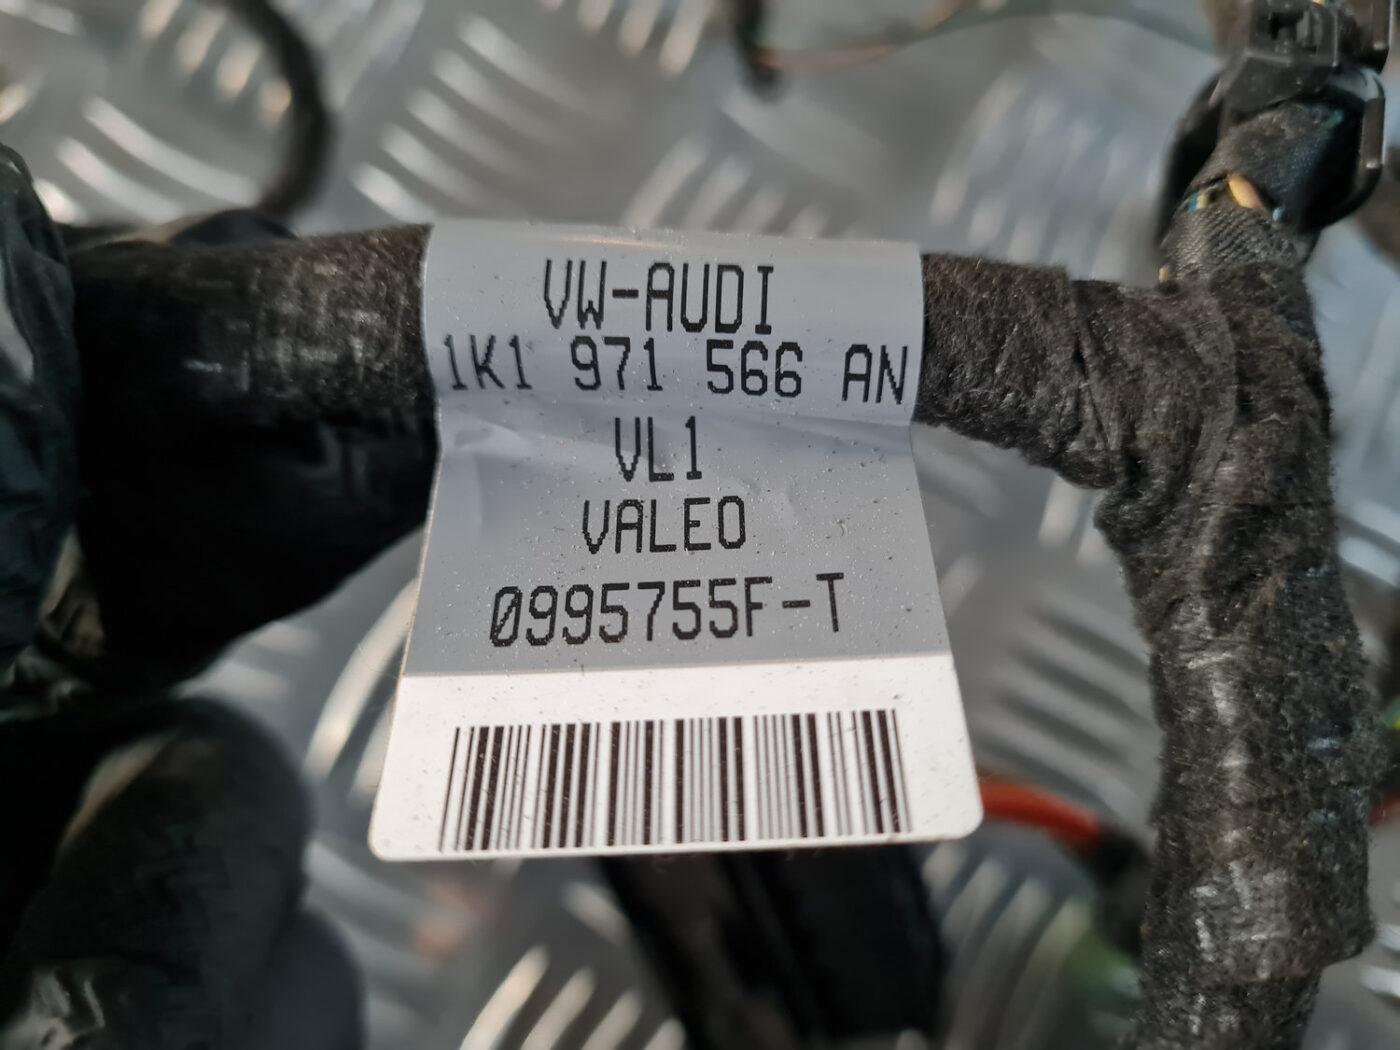 VW-AUDI
1K1 971 566 AN
VL1
VALEO
0995755F-T